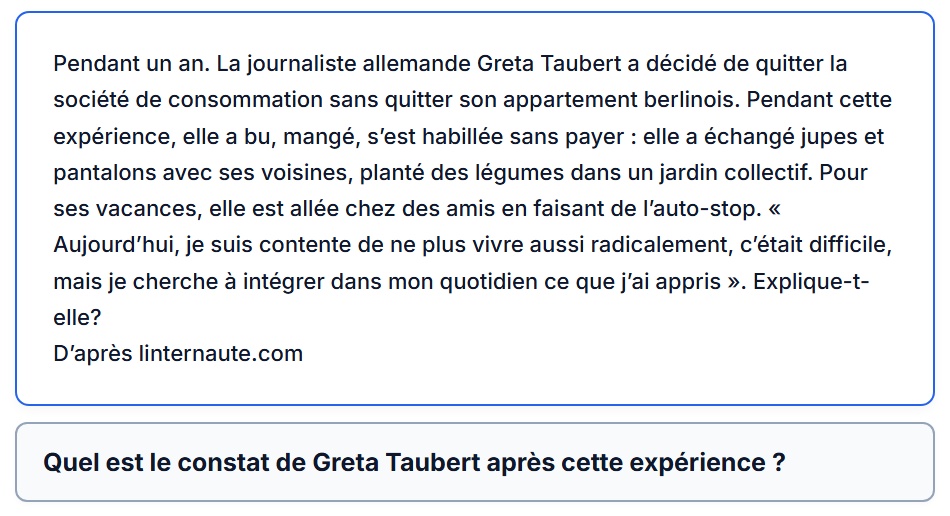 Pendant un an. La journaliste allemande Greta Taubert a décidé de quitter la
société de consommation sans quitter son appartement berlinois. Pendant cette
expérience, elle a bu, mangé, s’est habillée sans payer : elle a échangé jupes et
pantalons avec ses voisines, planté des légumes dans un jardin collectif. Pour
ses vacances, elle est allée chez des amis en faisant de l’auto-stop. «
Aujourd’hui, je suis contente de ne plus vivre aussi radicalement, c’était difficile,
mais je cherche à intégrer dans mon quotidien ce que j’ai appris ». Explique-t-
elle?
D’après linternaute.com
Quel est le constat de Greta Taubert après cette expérience ?